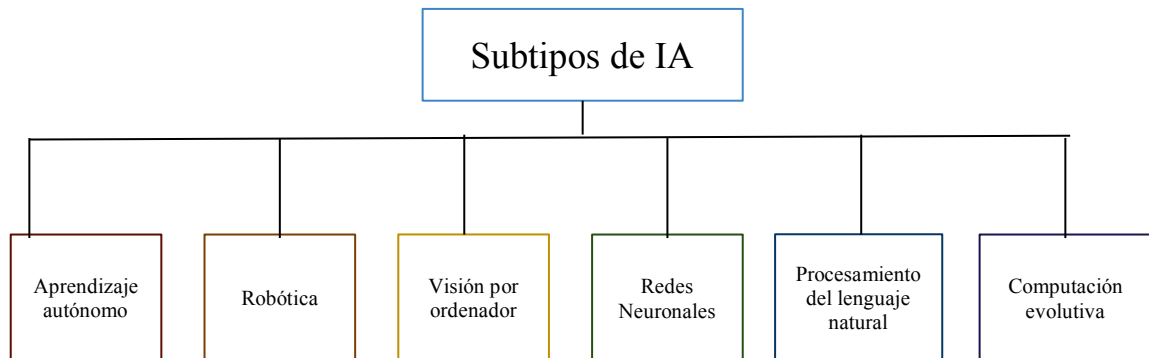 Subtipos de IA
Aprendizaje
autónomo
Robótica
Visión por
ordenador
Redes
Neuronales
Procesamiento
del lenguaje
natural
Computación
evolutiva